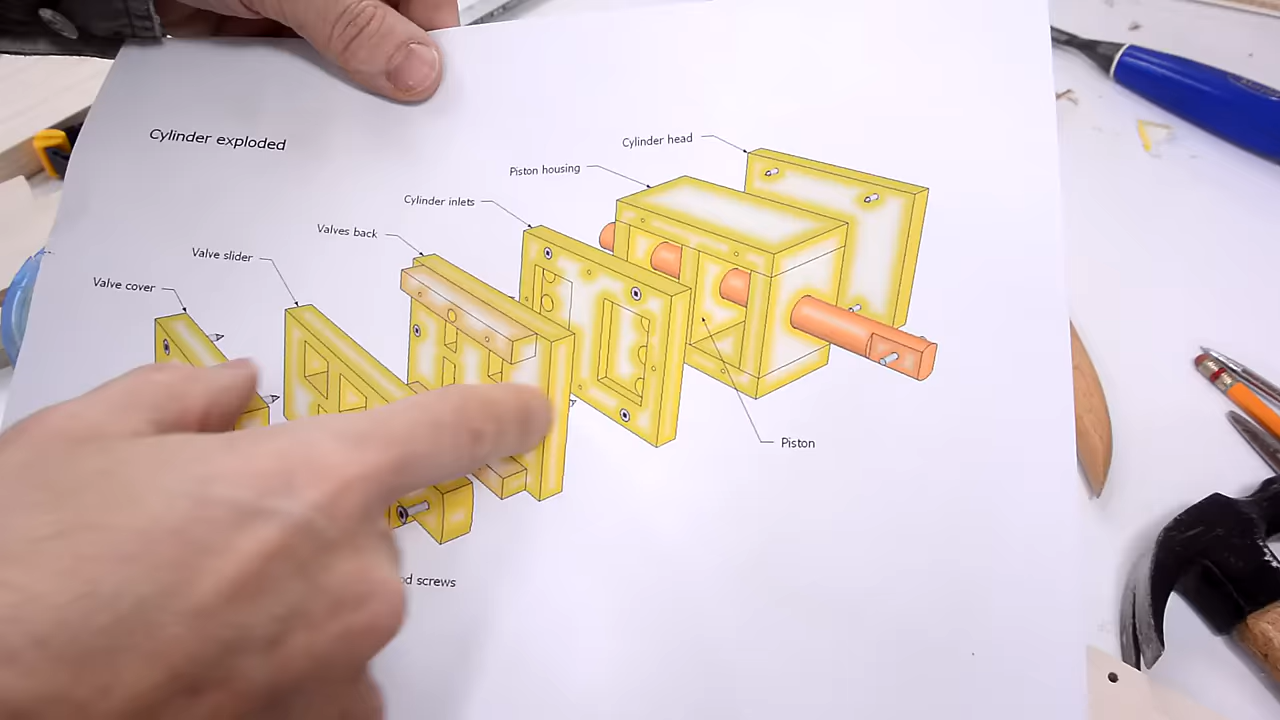 Cylinder exploded
Cylinder head
Piston housing
Cylinder inlets
Valves back
Valve slider
Valve cover
Piston
screws